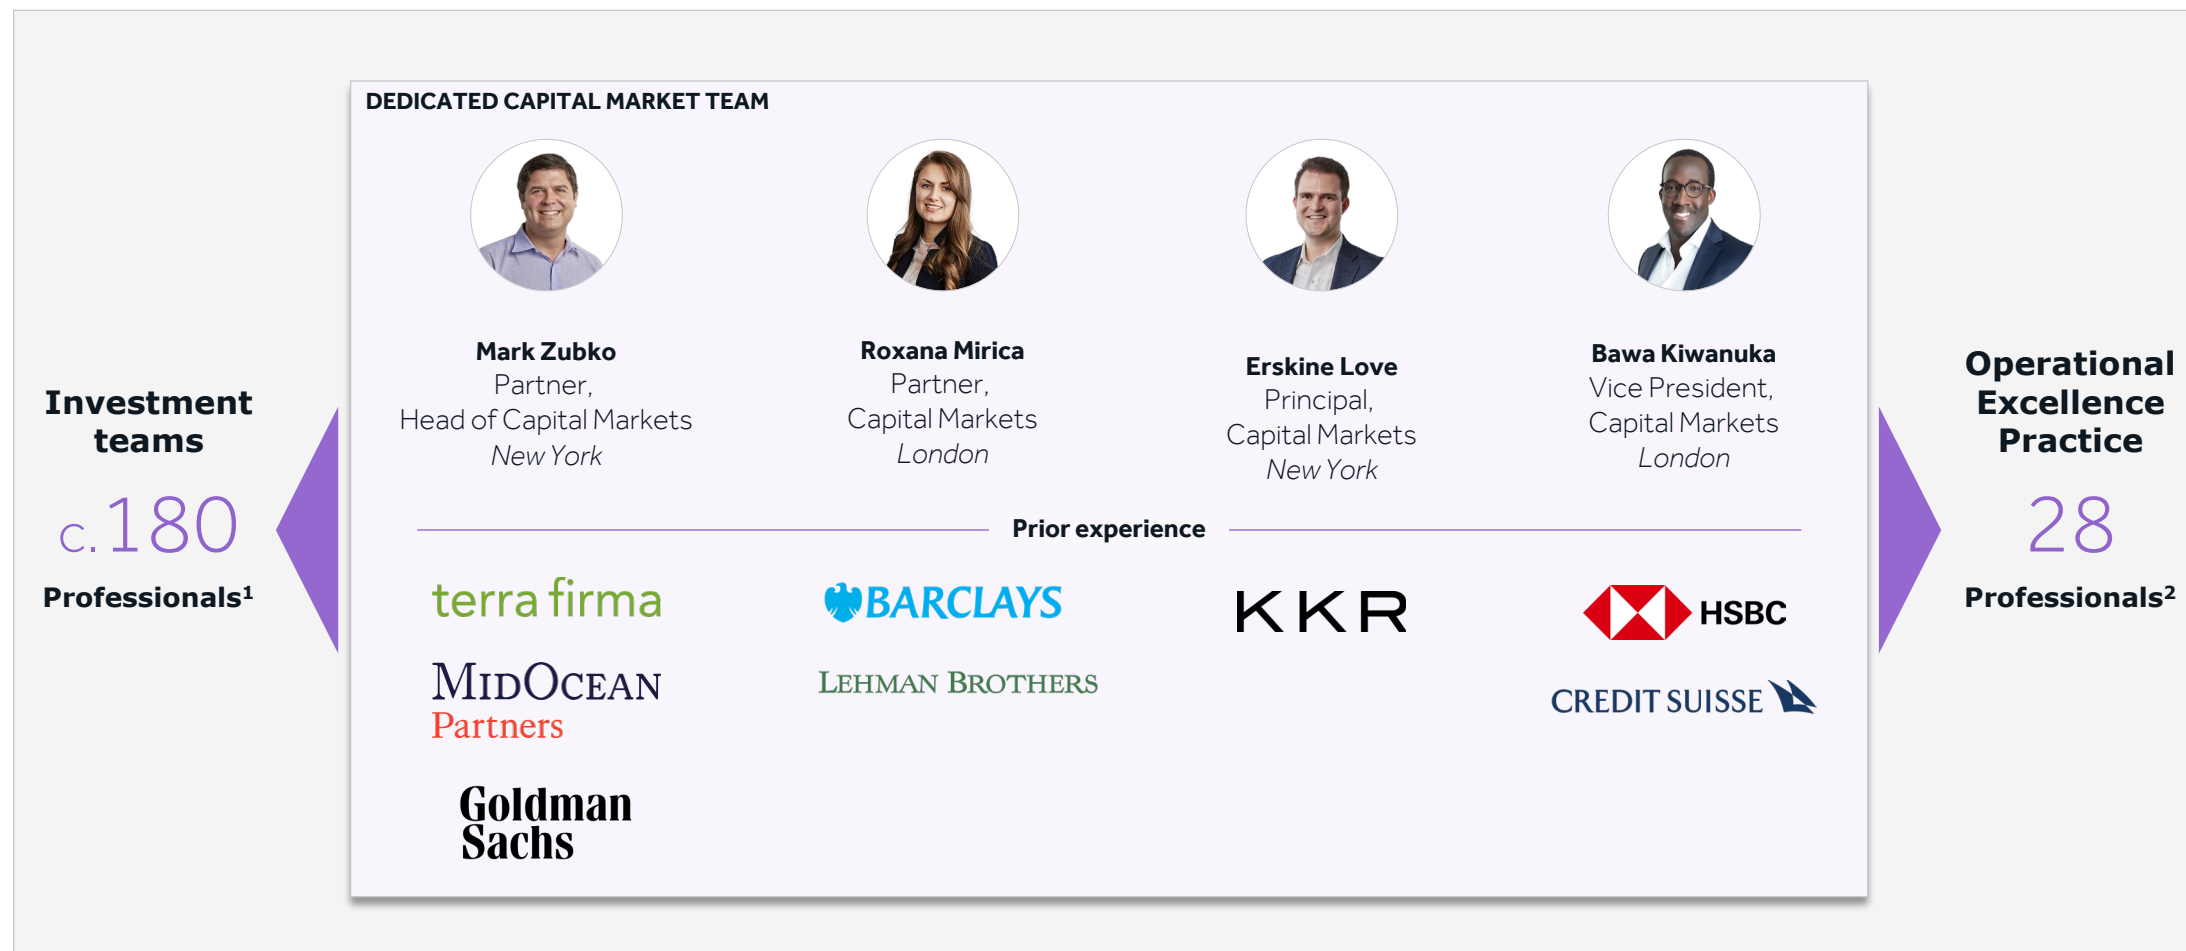 DEDICATED CAPITAL MARKET TEAM
Investment
teams
c.180
Professionals¹
Mark Zubko
Partner,
Head of Capital Markets
New York
Roxana Mirica
Partner,
Capital Markets
London
Erskine Love
Principal,
Capital Markets
New York
Bawa Kiwanuka
Vice President,
Capital Markets
London
Prior experience
terra firma
MIDOCEAN
Partners
Goldman
Sachs
BARCLAYS
LEHMAN BROTHERS
KKR
HSBC
CREDIT SUISSE
Operational
Excellence
Practice
28
Professionals²